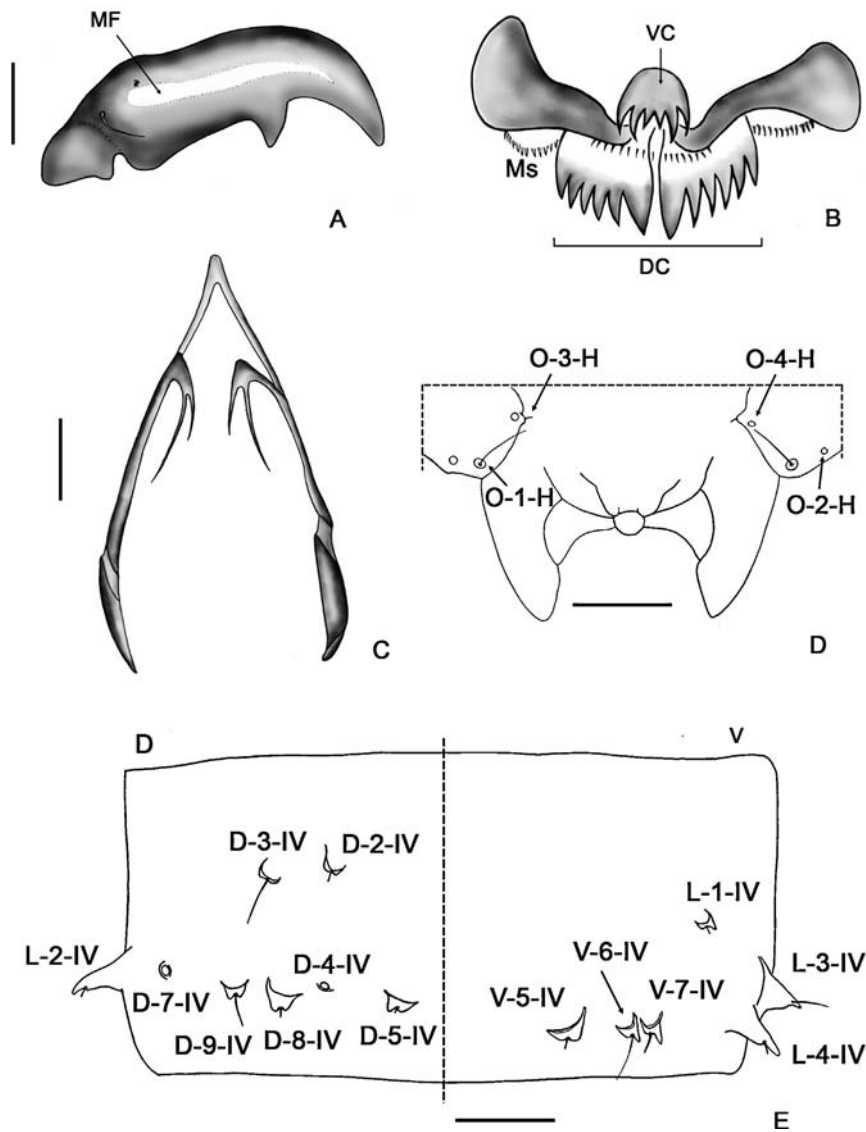 MF
A
VC
Ms
B
DC
C
O-3-H
O-4-H
O-1-H
O-2-H
D
D
V
D-3-IV
D-2-IV
L-1-IV
L-2-IV
D-4-IV
V-6-IV
L-3-IV
D-7-IV
V-5-IV
V-7-IV
D-9-IV
D-8-IV
D-5-IV
L-4-IV
E